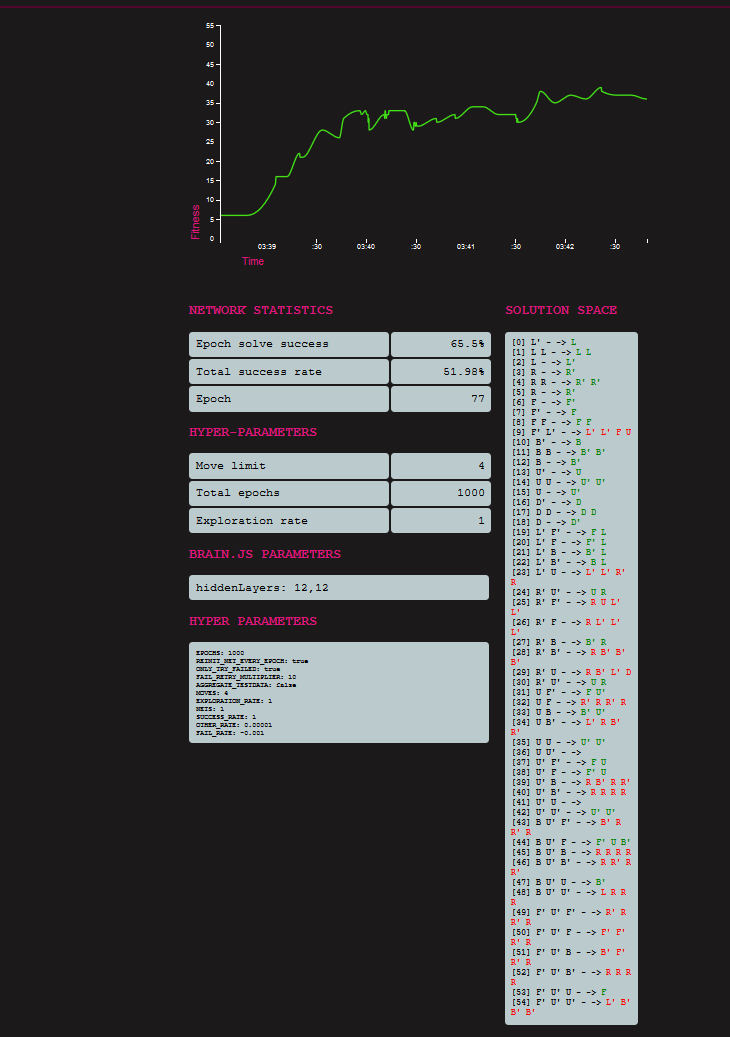 55
50
45
40
35
30
25
20
15
10
5
0
Fitness
03:39 :30 03:40 :30 03:41 :30 03:42 :30
Time
NETWORK STATISTICS
Epoch solve success 65.5%
Total success rate 51.98%
Epoch 77
HYPER-PARAMETERS
Move limit 4
Total epochs 1000
Exploration rate 1
BRAIN.JS PARAMETERS
hiddenLayers: 12,12
HYPER PARAMETERS
EPOCHS: 1000
REINIT_NET_EVERY_EPOCH: true
ONLY_TRY_FAILED: true
FAIL_RETRY_MULTIPLIER: 10
AGGREGATE_TESTDATA: false
MOVES: 4
EXPLORATION_RATE: 1
NETS: 1
SUCCESS_RATE: 1
OTHER_RATE: 0.00001
FAIL_RATE: -0.001
SOLUTION SPACE
[0] L' - -> L
[1] L L - -> L L
[2] L - -> L'
[3] R - -> R'
[4] R R - -> R' R'
[5] R - -> R'
[6] F - -> F'
[7] F' - -> F
[8] F F - -> F F
[9] F' L' - -> L' L' F U
[10] B' - -> B
[11] B B - -> B' B'
[12] B - -> B'
[13] U' - -> U
[14] U U - -> U' U'
[15] U - -> U'
[16] D' - -> D
[17] D D - -> D D
[18] D - -> D'
[19] L' F' - -> F L
[20] L' F - -> F' L
[21] L' B - -> B' L
[22] L' B' - -> B L
[23] L' U - -> L' L' R'
R
[24] R' U' - -> U R
[25] R' F' - -> R U L'
L'
[26] R' F - -> R L' L'
L'
[27] R' B - -> B' R
[28] R' B' - -> R B' B'
B'
[29] R' U - -> R B' L' D
[30] R' U' - -> U R
[31] U F' - -> F U'
[32] U F - -> R' R R' R
[33] U B - -> B' U'
[34] U B' - -> L' R B'
R'
[35] U U - -> U' U'
[36] U U' - ->
[37] U' F' - -> F U
[38] U' F - -> F' U
[39] U' B - -> R B' R R'
[40] U' B' - -> R R R R
[41] U' U - ->
[42] U' U' - -> U' U'
[43] B U' F' - -> B' R
R' R
[44] B U' F - -> F' U B'
[45] B U' B - -> R R R R
[46] B U' B' - -> R R' R
R'
[47] B U' U - -> B'
[48] B U' U' - -> L R R
R
[49] F' U' F' - -> R' R
R' R
[50] F' U' F - -> F' F'
R' R
[51] F' U' B - -> B' F'
R' R
[52] F' U' B' - -> R R R
R
[53] F' U' U - -> F
[54] F' U' U' - -> L' B'
B' B'